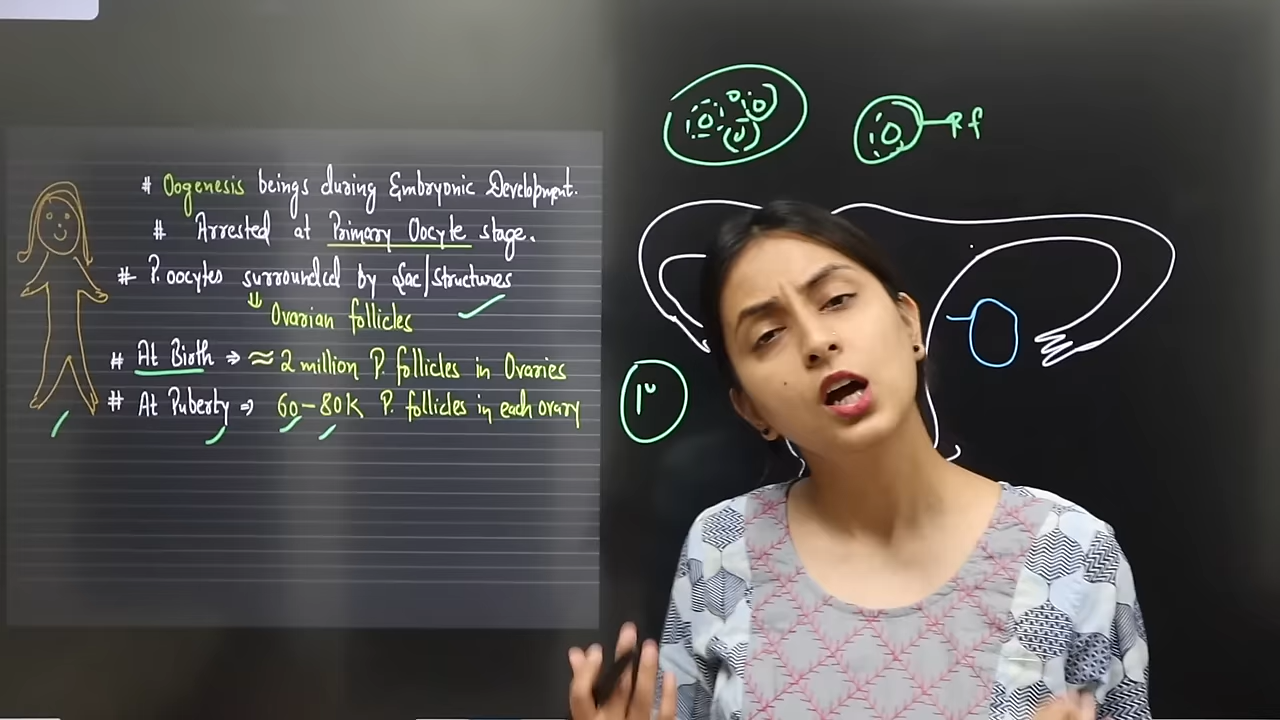 # Oogenesis beings during Embryonic Development.
# Arrested at Primary Oocyte stage.
# P. oocytes surrounded by Sac/Structures
⇓
Ovarian follicles
# At Birth ⇒ ≈ 2 million P. follicles in Ovaries
# At Puberty ⇒ 60-80K P. follicles in each ovary
Pf
1°